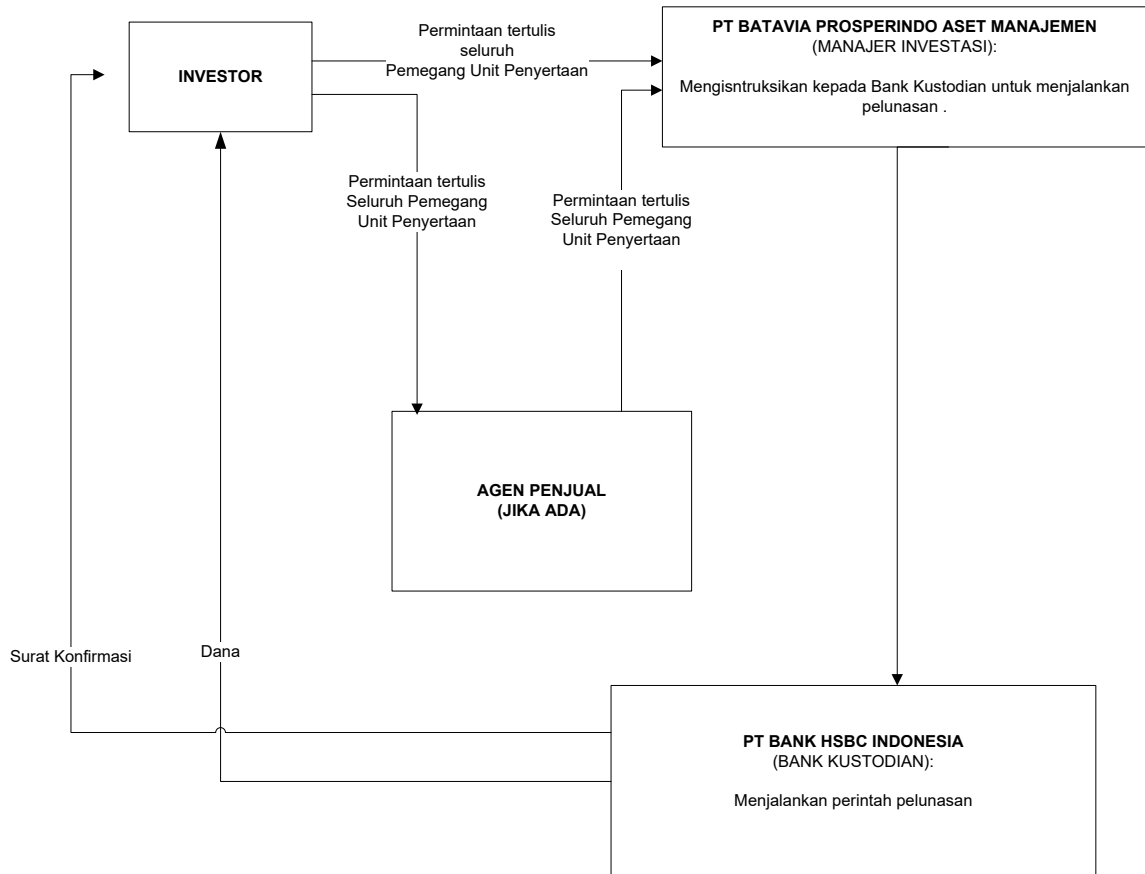 INVESTOR
Permintaan tertulis
seluruh
Pemegang Unit Penyertaan
PT BATAVIA PROSPERINDO ASET MANAJEMEN
(MANAJER INVESTASI):
Mengisntruksikan kepada Bank Kustodian untuk menjalankan
pelunasan .
Permintaan tertulis
Seluruh Pemegang
Unit Penyertaan
Permintaan tertulis
Seluruh Pemegang
Unit Penyertaan
AGEN PENJUAL
(JIKA ADA)
Surat Konfirmasi
Dana
PT BANK HSBC INDONESIA
(BANK KUSTODIAN):
Menjalankan perintah pelunasan